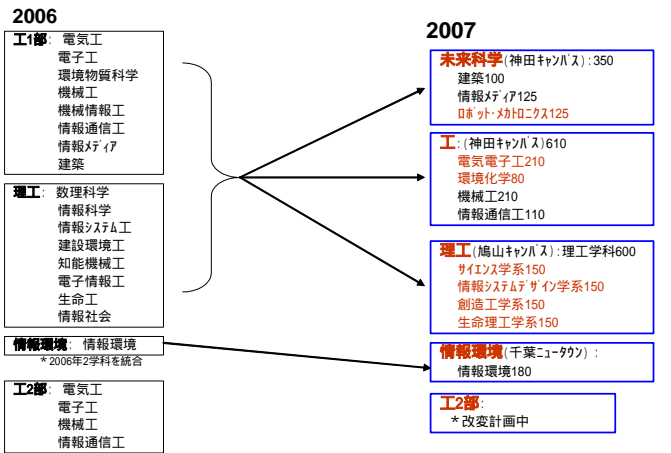 2006
工1部: 電気工
電子工
環境物質科学
機械工
機械情報工
情報通信工
情報ﾒﾃﾞｨｱ
建築
理工: 数理科学
情報科学
情報ｼｽﾃﾑ工
建設環境工
知能機械工
電子情報工
生命工
情報社会
情報環境: 情報環境
*2006年2学科を統合
工2部: 電気工
電子工
機械工
情報通信工
2007
未来科学(神田ｷｬﾝﾊﾟｽ):350
建築100
情報ﾒﾃﾞｨｱ125
ﾛﾎﾞｯﾄ･ﾒｶﾄﾛﾆｸｽ125
工:(神田ｷｬﾝﾊﾟｽ)610
電気電子工210
環境化学80
機械工210
情報通信工110
理工(鳩山ｷｬﾝﾊﾟｽ):理工学科600
ｻｲｴﾝｽ学系150
情報ｼｽﾃﾑﾃﾞｻﾞｲﾝ学系150
創造工学系150
生命理工学系150
情報環境(千葉ﾆｭｰﾀｳﾝ):
情報環境180
工2部:
*改変計画中